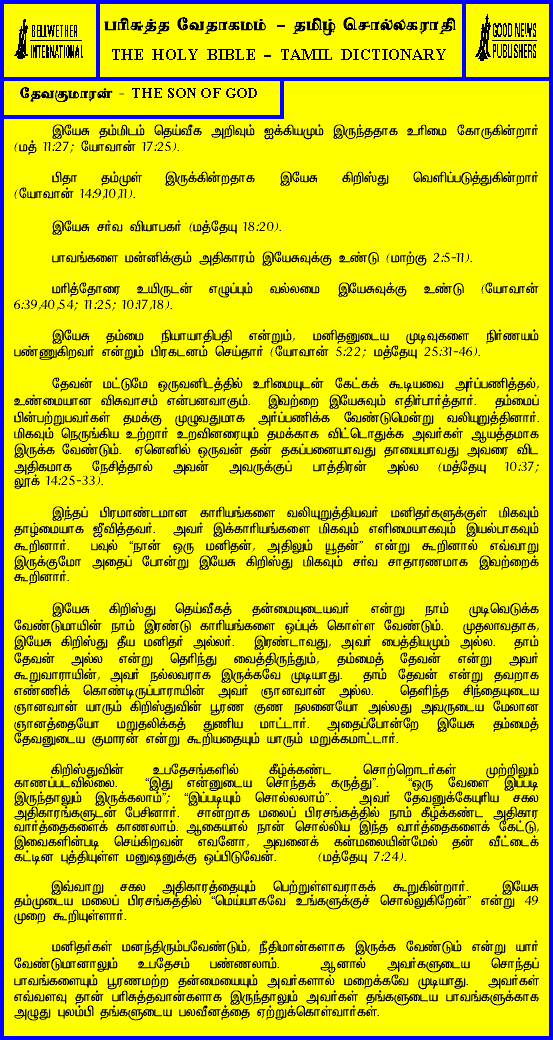 BELLWETHER
INTERNATIONAL
பரிசுத்த வேதாகமம் – தமிழ் சொல்லகராதி
THE HOLY BIBLE – TAMIL DICTIONARY
GOOD NEWS
PUBLISHERS
தேவகுமாரன் - THE SON OF GOD
இயேசு தம்மிடம் தெய்வீக அறிவும் ஐக்கியமும் இருந்ததாக உரிமை கோருகின்றார்
(மத் 11:27; யோவான் 17:25).
பிதா தம்முள் இருக்கின்றதாக இயேசு கிறிஸ்து வெளிப்படுத்துகின்றார்
(யோவான் 14:9,10,11).
இயேசு சர்வ வியாபகர் (மத்தேயு 18:20).
பாவங்களை மன்னிக்கும் அதிகாரம் இயேசுவுக்கு உண்டு (மாற்கு 2:5-11).
மரித்தோரை உயிருடன் எழுப்பும் வல்லமை இயேசுவுக்கு உண்டு (யோவான்
6:39,40,54; 11:25; 10:17,18).
இயேசு தம்மை நியாயாதிபதி என்றும், மனிதனுடைய முடிவுகளை நிர்ணயம்
பண்ணுகிறவர் என்றும் பிரகடனம் செய்தார் (யோவான் 5:22; மத்தேயு 25:31-46).
தேவன் மட்டுமே ஒருவனிடத்தில் உரிமையுடன் கேட்கக் கூடியவை அர்ப்பணித்தல்,
உண்மையான விசுவாசம் என்பனவாகும். இவற்றை இயேசுவும் எதிர்பார்த்தார். தம்மைப்
பின்பற்றுபவர்கள் தமக்கு முழுவதுமாக அர்ப்பணிக்க வேண்டுமென்று வலியுறுத்தினார்.
மிகவும் நெருங்கிய உற்றார் உறவினரையும் தமக்காக விட்டொதுக்க அவர்கள் ஆயத்தமாக
இருக்க வேண்டும். ஏனெனில் ஒருவன் தன் தகப்பனையாவது தாயையாவது அவரை விட
அதிகமாக நேசித்தால் அவன் அவருக்குப் பாத்திரன் அல்ல (மத்தேயு 10:37;
லூக் 14:25-33).
இந்தப் பிரமாண்டமான காரியங்களை வலியுறுத்தியவர் மனிதர்களுக்குள் மிகவும்
தாழ்மையாக ஜீவித்தவர். அவர் இக்காரியங்களை மிகவும் எளிமையாகவும் இயல்பாகவும்
கூறினார். பவுல் “நான் ஒரு மனிதன், அதிலும் யூதன்” என்று கூறினால் எவ்வாறு
இருக்குமோ அதைப் போன்று இயேசு கிறிஸ்து மிகவும் சர்வ சாதாரணமாக இவற்றைக்
கூறினார்.
இயேசு கிறிஸ்து தெய்வீகத் தன்மையுடையவர் என்று நாம் முடிவெடுக்க
வேண்டுமாயின் நாம் இரண்டு காரியங்களை ஒப்புக் கொள்ள வேண்டும். முதலாவதாக,
இயேசு கிறிஸ்து தீய மனிதர் அல்லர். இரண்டாவது, அவர் பைத்தியமும் அல்ல. தாம்
தேவன் அல்ல என்று தெரிந்து வைத்திருந்தும், தம்மைத் தேவன் என்று அவர்
கூறுவாராயின், அவர் நல்லவராக இருக்கவே முடியாது. தாம் தேவன் என்று தவறாக
எண்ணிக் கொண்டிருப்பாராயின் அவர் ஞானவான் அல்ல. தெளிந்த சிந்தையுடைய
ஞானவான் யாரும் கிறிஸ்துவின் பூரண குண நலனையோ அல்லது அவருடைய மேலான
ஞானத்தையோ மறுதலிக்கத் துணிய மாட்டார். அதைப்போன்றே இயேசு தம்மைத்
தேவனுடைய குமாரன் என்று கூறியதையும் யாரும் மறுக்கமாட்டார்.
கிறிஸ்துவின் உபதேசங்களில் கீழ்க்கண்ட சொற்றொடர்கள் முற்றிலும்
காணப்படவில்லை. “இது என்னுடைய சொந்தக் கருத்து”. “ஒரு வேளை இப்படி
இருந்தாலும் இருக்கலாம்”; “இப்படியும் சொல்லலாம்”. அவர் தேவனுக்கேயுரிய சகல
அதிகாரங்களுடன் பேசினார். சான்றாக மலைப் பிரசங்கத்தில் நாம் கீழ்க்கண்ட அதிகார
வார்த்தைகளைக் காணலாம். ஆகையால் நான் சொல்லிய இந்த வார்த்தைகளைக் கேட்டு,
இவைகளின்படி செய்கிறவன் எவனோ, அவனைக் கன்மலையின்மேல் தன் வீட்டைக்
கட்டின புத்தியுள்ள மனுஷனுக்கு ஒப்பிடுவேன். (மத்தேயு 7:24).
இவ்வாறு சகல அதிகாரத்தையும் பெற்றுள்ளவராகக் கூறுகின்றார். இயேசு
தம்முடைய மலைப் பிரசங்கத்தில் “மெய்யாகவே உங்களுக்குச் சொல்லுகிறேன்” என்று 49
முறை கூறியுள்ளார்.
மனிதர்கள் மனந்திரும்பவேண்டும், நீதிமான்களாக இருக்க வேண்டும் என்று யார்
வேண்டுமானாலும் உபதேசம் பண்ணலாம். ஆனால் அவர்களுடைய சொந்தப்
பாவங்களையும் பூரணமற்ற தன்மையையும் அவர்களால் மறைக்கவே முடியாது. அவர்கள்
எவ்வளவு தான் பரிசுத்தவான்களாக இருந்தாலும் அவர்கள் தங்களுடைய பாவங்களுக்காக
அழுது புலம்பி தங்களுடைய பலவீனத்தை ஏற்றுக்கொள்வார்கள்.